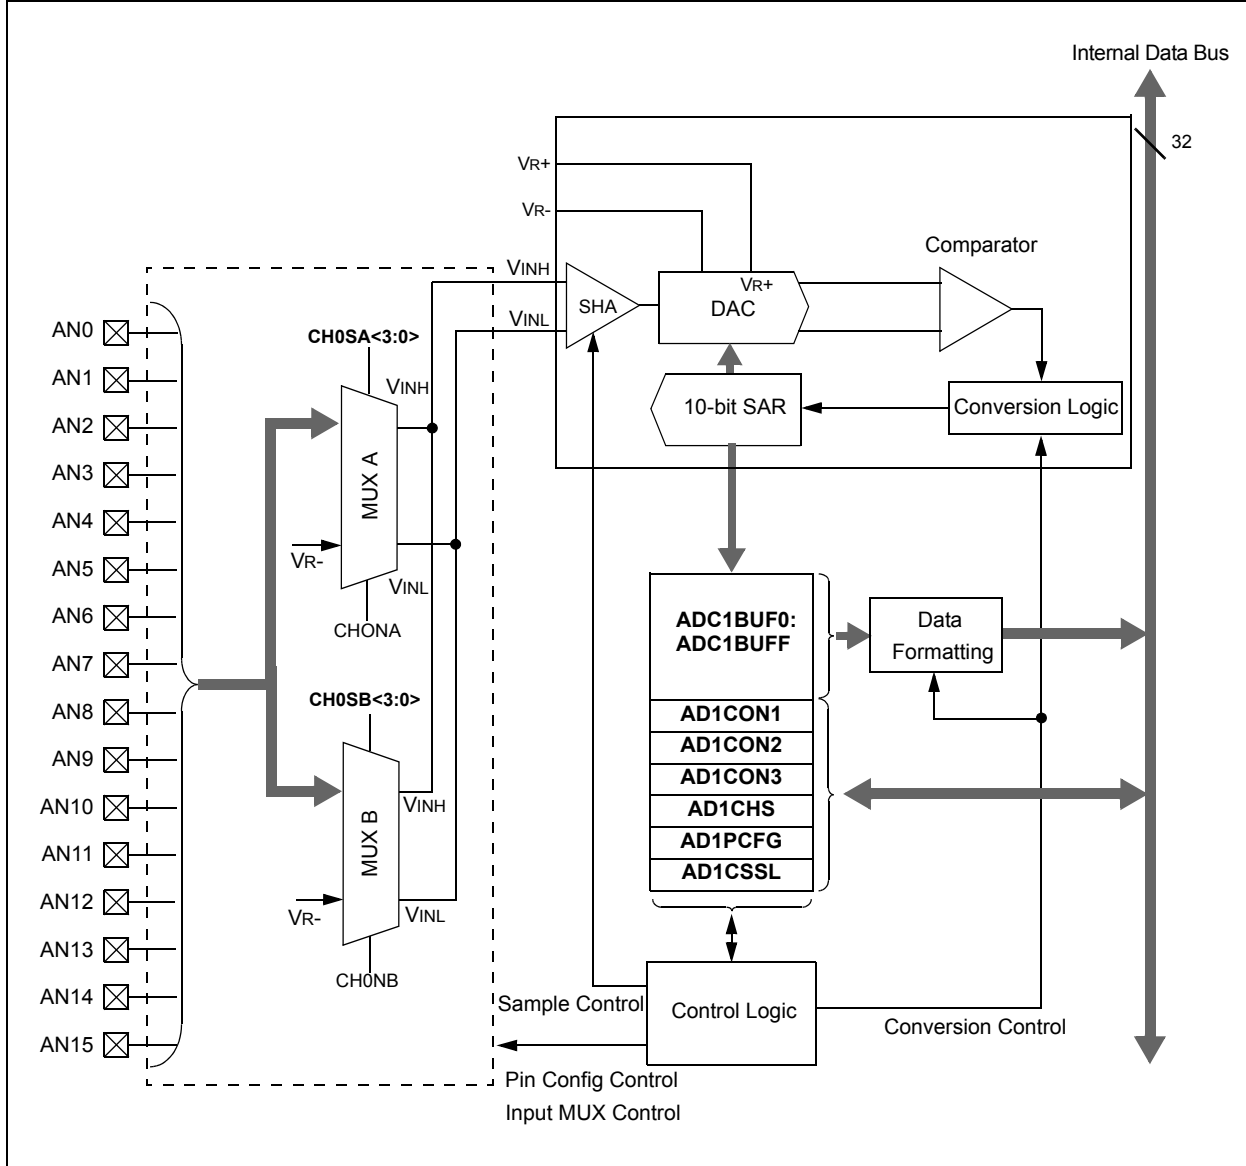 Internal Data Bus
32
VR+
VR-
Comparator
VINH
SHA
VR+
DAC
VINL
AN0
CH0SA<3:0>
AN1
VINH
10-bit SAR
Conversion Logic
AN2
AN3
MUX A
AN4
VR-
AN5
VINL
AN6
CHONA
ADC1BUF0:
ADC1BUFF
Data
Formatting
AN7
CH0SB<3:0>
AN8
AD1CON1
AN9
AD1CON2
AD1CON3
AN10
VINH
AD1CHS
MUX B
AN11
AD1PCFG
AD1CSSL
AN12
VR-
VINL
AN13
CH0NB
AN14
Sample Control
Control Logic
Conversion Control
AN15
Pin Config Control
Input MUX Control